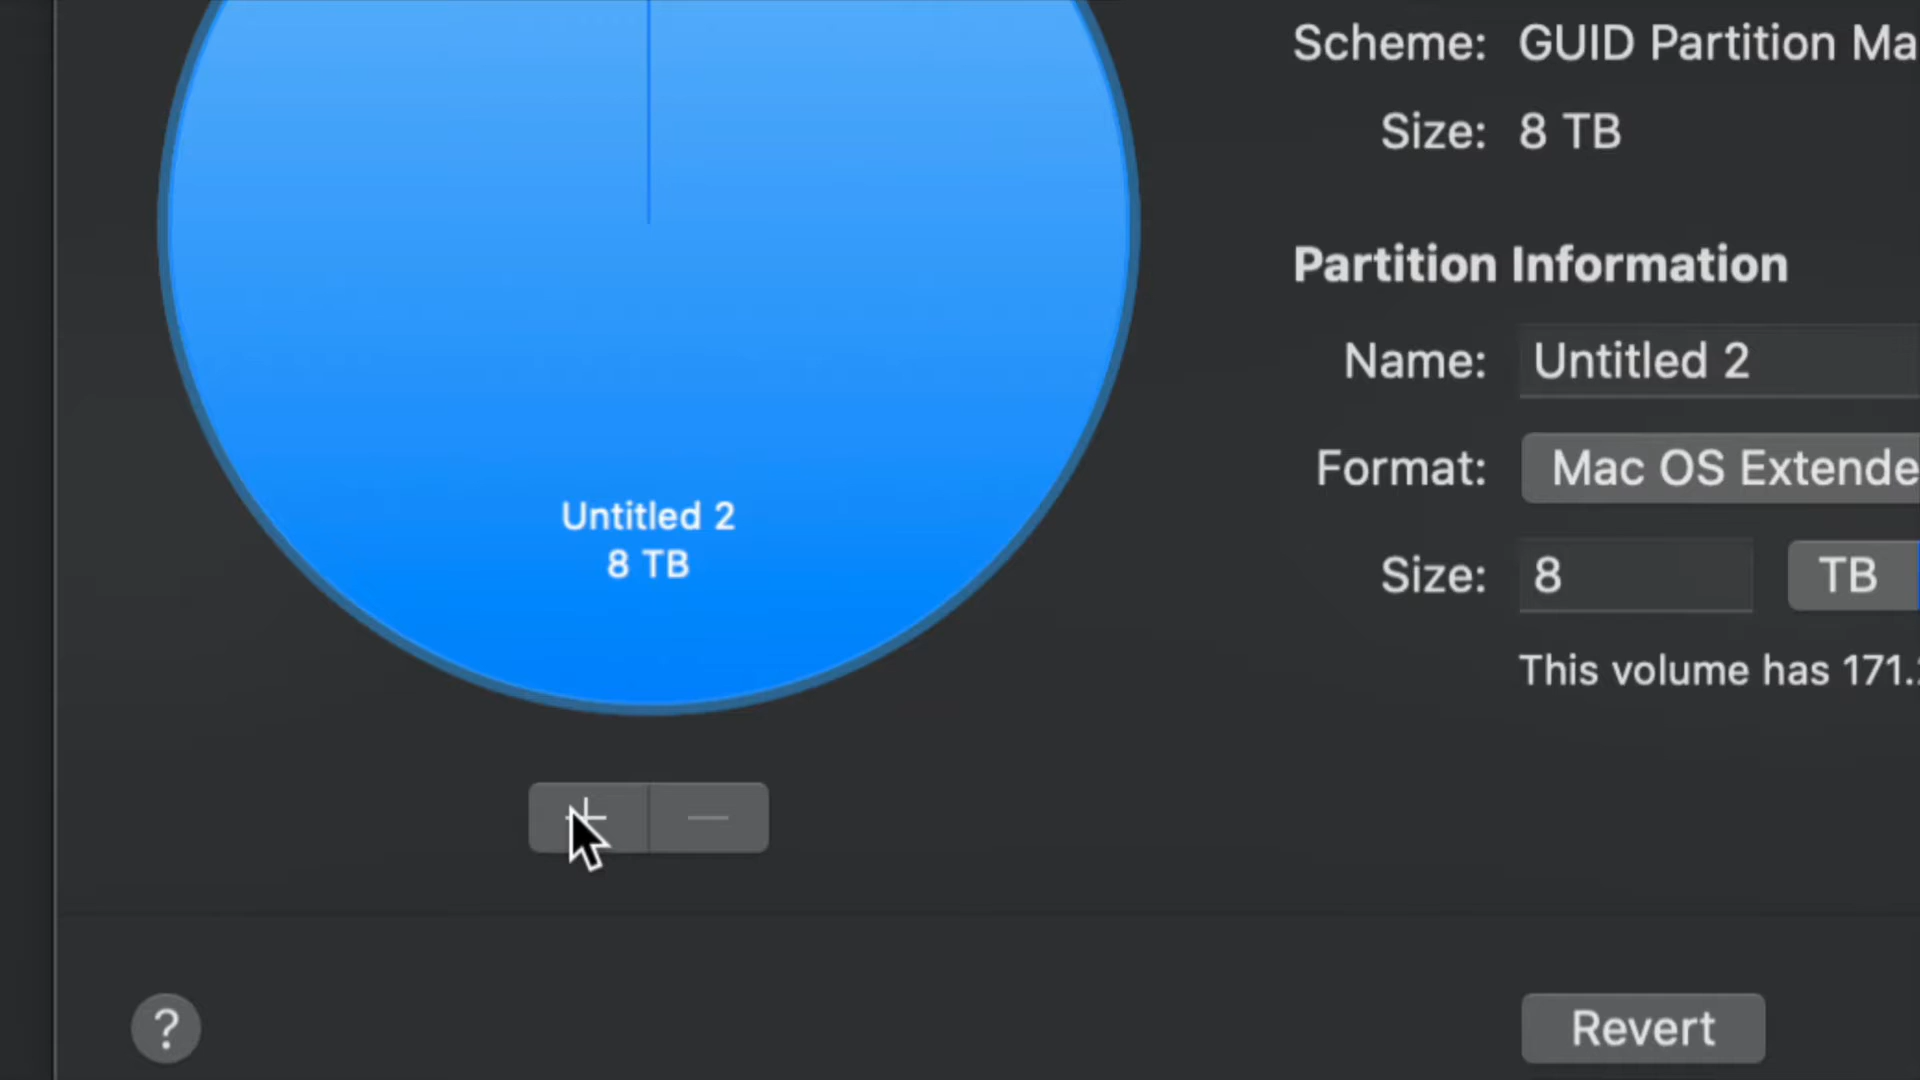 Scheme: GUID Partition Ma
Size: 8 TB
Partition Information
Name: Untitled 2
Format: Mac OS Extende
Untitled 2
8 TB
Size: 8 TB
This volume has 171.
?
Revert